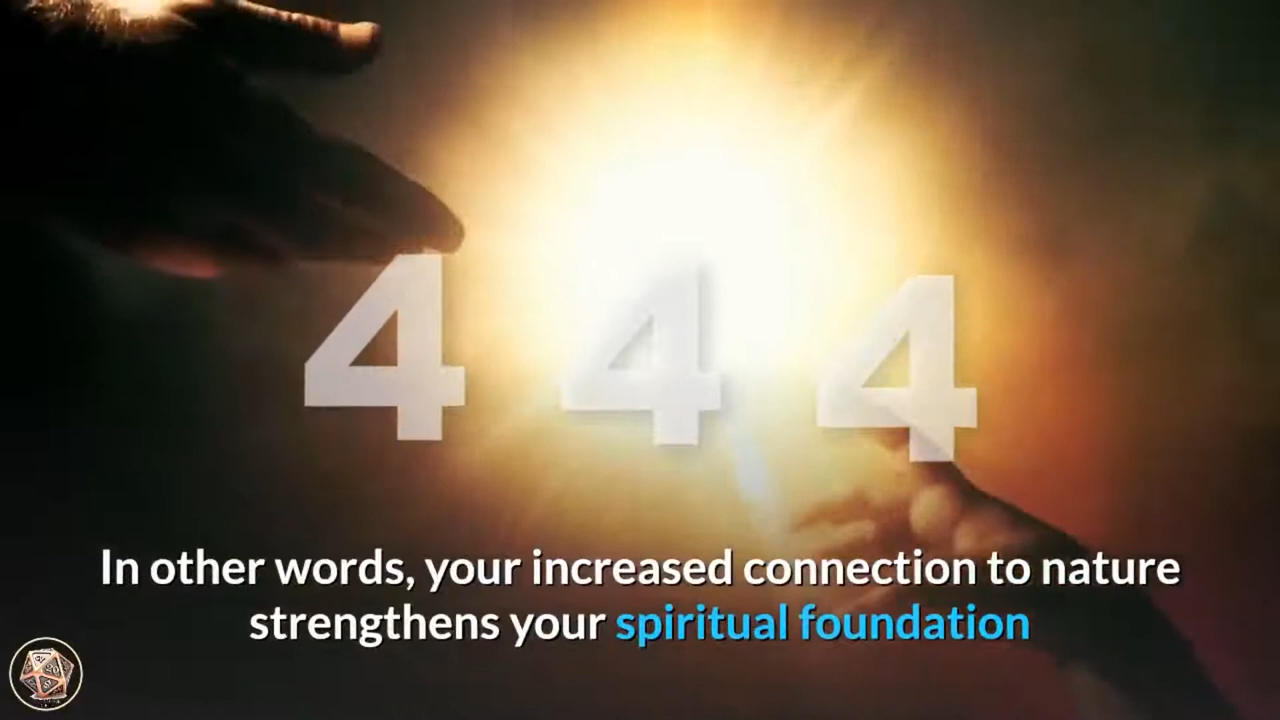 4 4 4
In other words, your increased connection to nature
strengthens your spiritual foundation